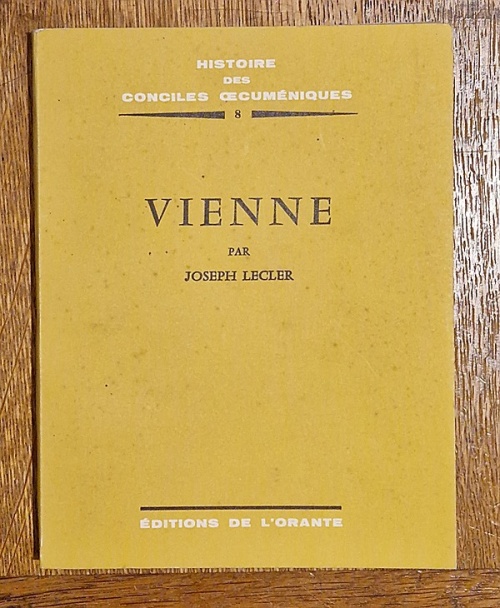 HISTOIRE
DES
CONCILES ŒCUMÉNIQUES
8
VIENNE
PAR
JOSEPH LECLER
ÉDITIONS DE L'ORANTE